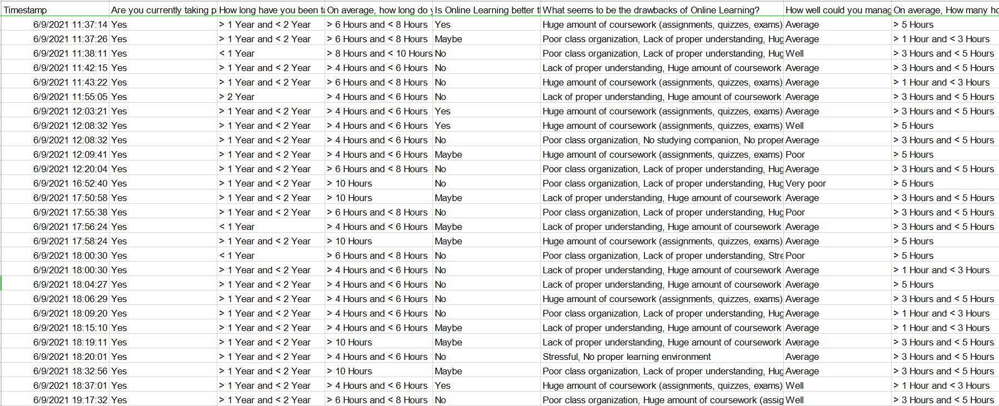 Timestamp Are you currently taking p How long have you been ta On average, how long do y Is Online Learning better t What seems to be the drawbacks of Online Learning? How well could you manag On average, How many ho
6/9/2021 11:37:14 Yes > 1 Year and < 2 Year > 6 Hours and < 8 Hours Yes Huge amount of coursework (assignments, quizzes, exams) Average > 5 Hours
6/9/2021 11:37:26 Yes > 1 Year and < 2 Year > 6 Hours and < 8 Hours Maybe Poor class organization, Lack of proper understanding, Hug Average > 1 Hour and < 3 Hours
6/9/2021 11:38:11 Yes < 1 Year > 8 Hours and < 10 Hours No Poor class organization, Lack of proper understanding, Hug Well > 3 Hours and < 5 Hours
6/9/2021 11:42:15 Yes > 1 Year and < 2 Year > 4 Hours and < 6 Hours No Lack of proper understanding, Huge amount of coursework Average > 3 Hours and < 5 Hours
6/9/2021 11:43:22 Yes > 1 Year and < 2 Year > 6 Hours and < 8 Hours No Huge amount of coursework (assignments, quizzes, exams) Average > 1 Hour and < 3 Hours
6/9/2021 11:55:05 Yes > 2 Year > 4 Hours and < 6 Hours No Lack of proper understanding, Huge amount of coursework Average > 3 Hours and < 5 Hours
6/9/2021 12:03:21 Yes > 1 Year and < 2 Year > 4 Hours and < 6 Hours Yes Huge amount of coursework (assignments, quizzes, exams) Average > 3 Hours and < 5 Hours
6/9/2021 12:08:32 Yes > 1 Year and < 2 Year > 4 Hours and < 6 Hours Yes Huge amount of coursework (assignments, quizzes, exams) Well > 5 Hours
6/9/2021 12:08:32 Yes > 1 Year and < 2 Year > 4 Hours and < 6 Hours No Poor class organization, No studying companion, No proper Average > 3 Hours and < 5 Hours
6/9/2021 12:09:41 Yes > 1 Year and < 2 Year > 4 Hours and < 6 Hours Maybe Huge amount of coursework (assignments, quizzes, exams) Poor > 5 Hours
6/9/2021 12:20:04 Yes > 1 Year and < 2 Year > 6 Hours and < 8 Hours No Poor class organization, Lack of proper understanding, Hug Average > 3 Hours and < 5 Hours
6/9/2021 16:52:40 Yes > 1 Year and < 2 Year > 10 Hours No Poor class organization, Lack of proper understanding, Hug Very poor > 5 Hours
6/9/2021 17:50:58 Yes > 1 Year and < 2 Year > 10 Hours Maybe Lack of proper understanding, Huge amount of coursework Average > 3 Hours and < 5 Hours
6/9/2021 17:55:38 Yes > 1 Year and < 2 Year > 6 Hours and < 8 Hours No Poor class organization, Lack of proper understanding, Hug Poor > 3 Hours and < 5 Hours
6/9/2021 17:56:24 Yes < 1 Year > 4 Hours and < 6 Hours Maybe Lack of proper understanding, Huge amount of coursework Average > 3 Hours and < 5 Hours
6/9/2021 17:58:24 Yes > 1 Year and < 2 Year > 10 Hours Maybe Huge amount of coursework (assignments, quizzes, exams) Average > 5 Hours
6/9/2021 18:00:30 Yes < 1 Year > 6 Hours and < 8 Hours No Poor class organization, Lack of proper understanding, Stre Poor > 5 Hours
6/9/2021 18:00:30 Yes > 1 Year and < 2 Year > 4 Hours and < 6 Hours No Lack of proper understanding, Huge amount of coursework Average > 1 Hour and < 3 Hours
6/9/2021 18:04:27 Yes > 1 Year and < 2 Year > 4 Hours and < 6 Hours No Lack of proper understanding, Huge amount of coursework Average > 5 Hours
6/9/2021 18:06:29 Yes > 1 Year and < 2 Year > 4 Hours and < 6 Hours No Huge amount of coursework (assignments, quizzes, exams) Average > 3 Hours and < 5 Hours
6/9/2021 18:09:20 Yes > 1 Year and < 2 Year > 4 Hours and < 6 Hours No Poor class organization, Lack of proper understanding, Hug Average > 1 Hour and < 3 Hours
6/9/2021 18:15:10 Yes > 1 Year and < 2 Year > 4 Hours and < 6 Hours Maybe Lack of proper understanding, Huge amount of coursework Average > 1 Hour and < 3 Hours
6/9/2021 18:19:11 Yes > 1 Year and < 2 Year > 10 Hours Maybe Lack of proper understanding, Huge amount of coursework Average > 3 Hours and < 5 Hours
6/9/2021 18:20:01 Yes > 1 Year and < 2 Year > 4 Hours and < 6 Hours No Stressful, No proper learning environment Average > 3 Hours and < 5 Hours
6/9/2021 18:32:56 Yes > 1 Year and < 2 Year > 10 Hours Maybe Poor class organization, Lack of proper understanding, Hug Average > 3 Hours and < 5 Hours
6/9/2021 18:37:01 Yes > 1 Year and < 2 Year > 4 Hours and < 6 Hours Yes Huge amount of coursework (assignments, quizzes, exams) Well > 1 Hour and < 3 Hours
6/9/2021 19:17:32 Yes > 1 Year and < 2 Year > 6 Hours and < 8 Hours No Poor class organization, Huge amount of coursework (assig Well > 3 Hours and < 5 Hours